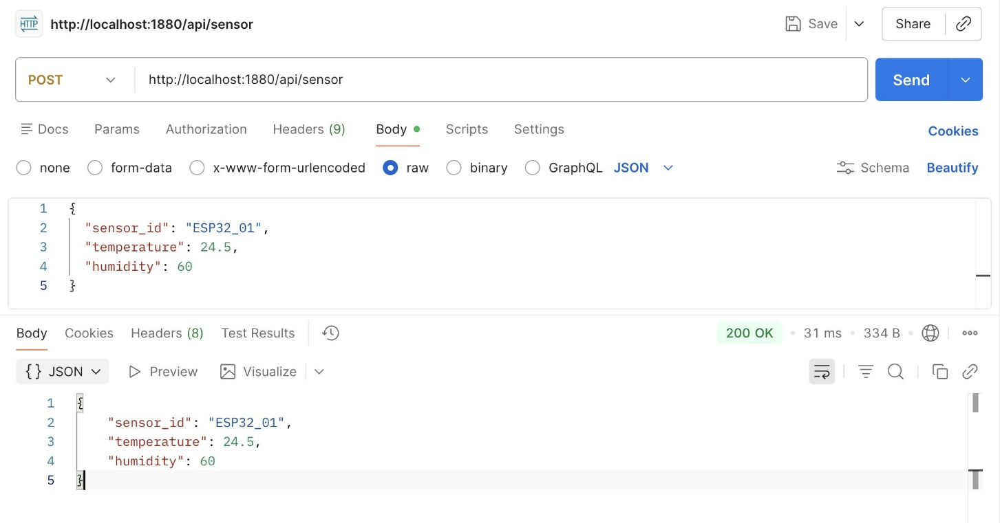 HTTP http://localhost:1880/api/sensor Save Share
POST http://localhost:1880/api/sensor Send
Docs Params Authorization Headers (9) Body Scripts Settings Cookies
none form-data x-www-form-urlencoded raw binary GraphQL JSON Schema Beautify
1 {
2 "sensor_id": "ESP32_01",
3 "temperature": 24.5,
4 "humidity": 60
5 }
Body Cookies Headers (8) Test Results 200 OK • 31 ms • 334 B •
{} JSON Preview Visualize
1 {
2 "sensor_id": "ESP32_01",
3 "temperature": 24.5,
4 "humidity": 60
5 }